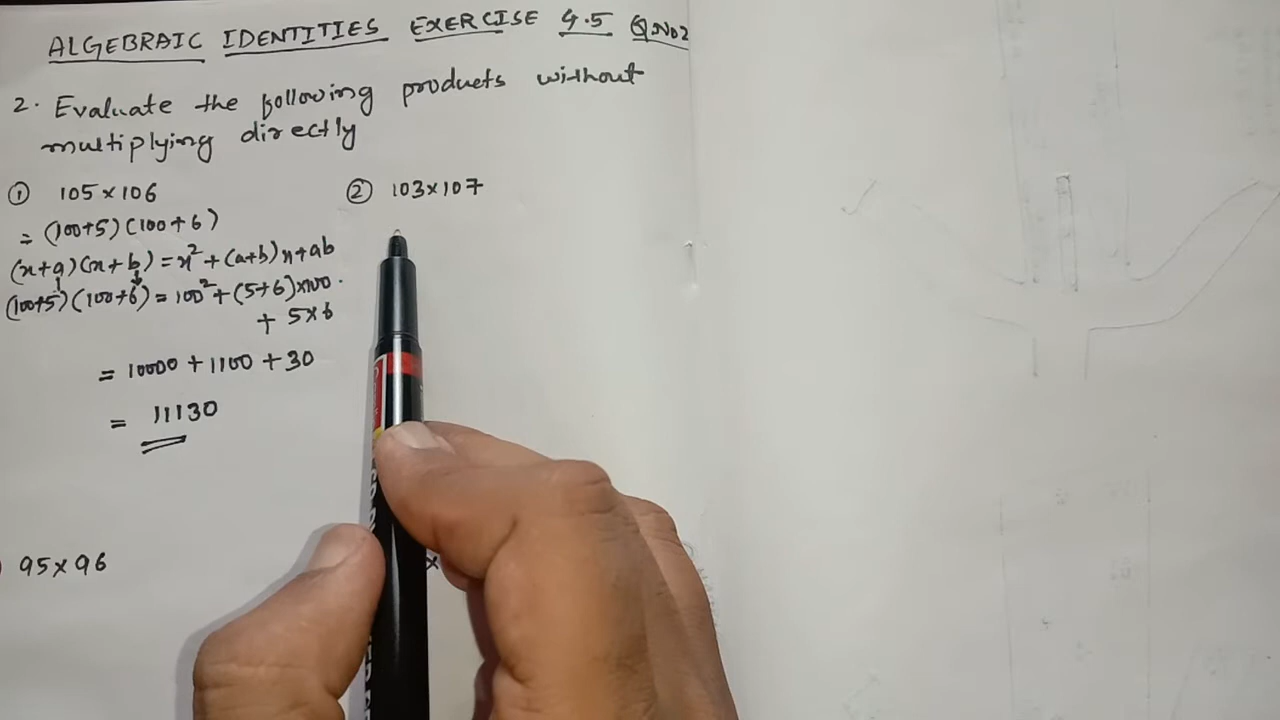 ALGEBRAIC IDENTITIES EXERCISE 4.5 QNO2
2. Evaluate the following products without
multiplying directly
① 105×106
= (100+5)(100+6)
(x+a)(x+b)=x²+(a+b)x+ab
(100+5)(100+6)=100²+(5+6)×100.
+ 5×6
= 10000+1100+30
= 11130
② 103×107
95×96
×